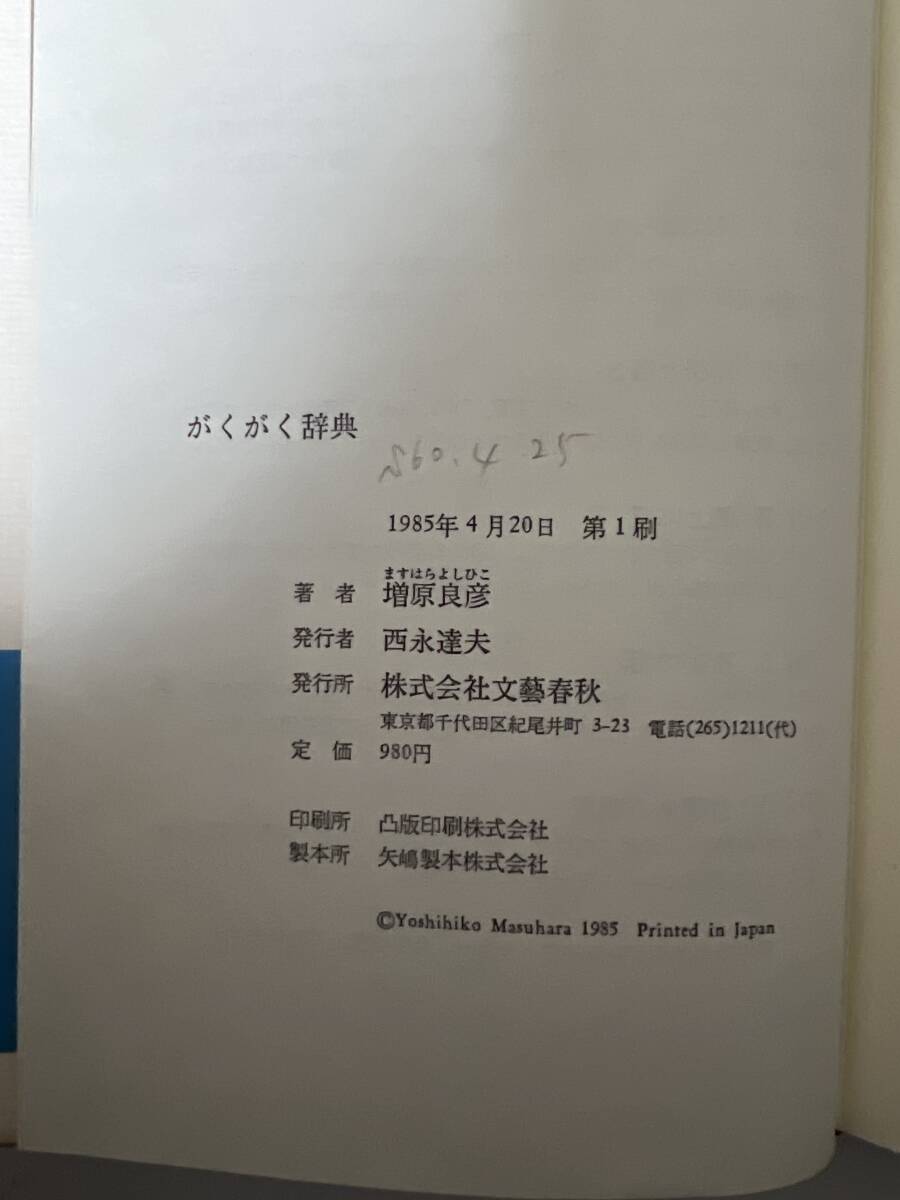 がくがく辞典
S60.4.25
1985年4月20日 第1刷
ますはらよしひこ
著者 増原良彦
発行者 西永達夫
発行所 株式会社文藝春秋
東京都千代田区紀尾井町 3-23 電話(265)1211(代)
定価 980円
印刷所 凸版印刷株式会社
製本所 矢嶋製本株式会社
©Yoshihiko Masuhara 1985 Printed in Japan